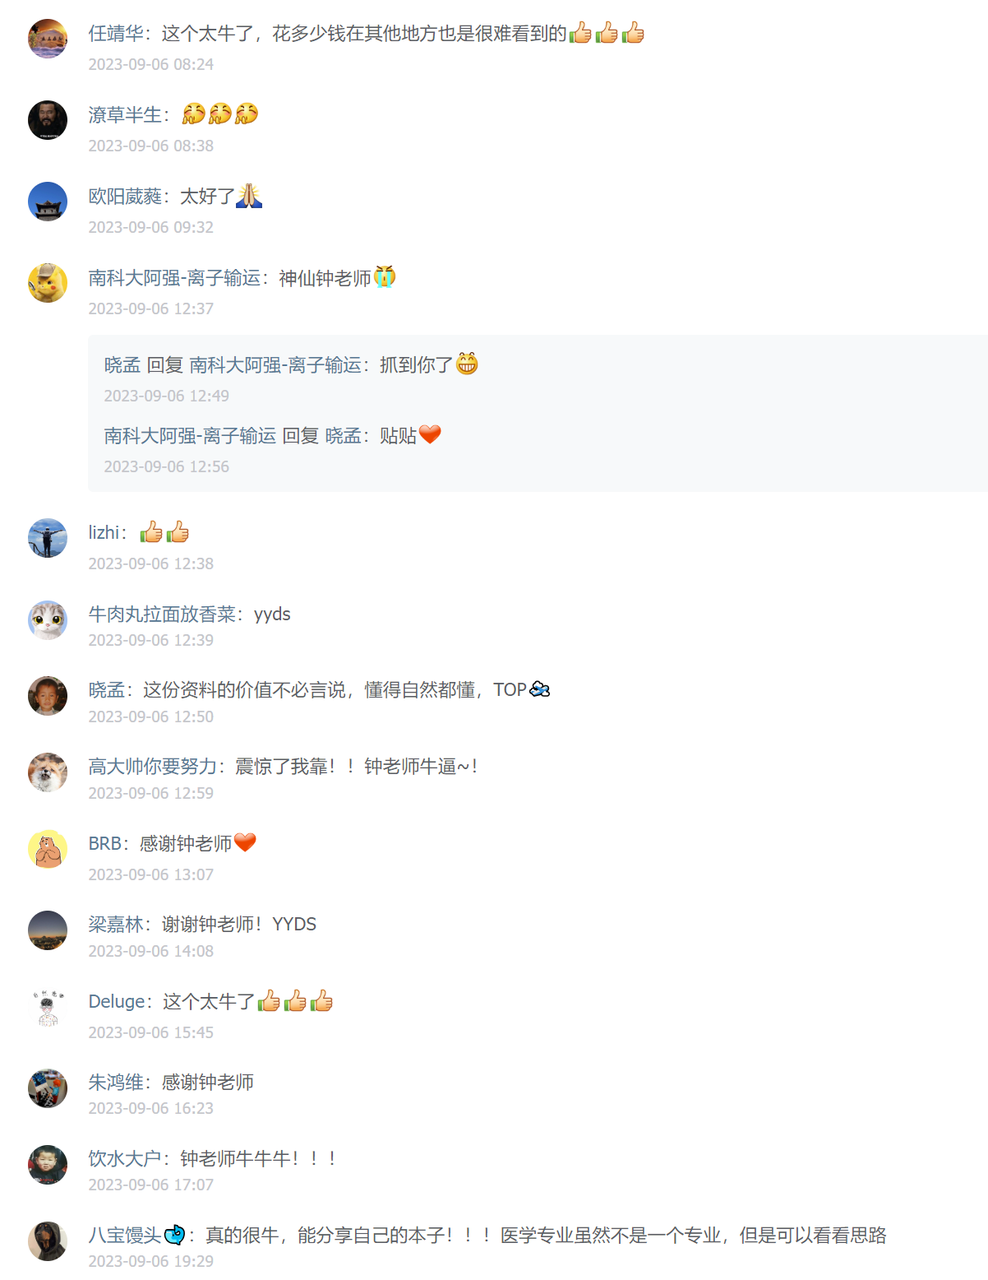 任靖华：这个太牛了，花多少钱在其他地方也是很难看到的👍👍👍
2023-09-06 08:24
潦草半生：🤧🤧🤧
2023-09-06 08:38
欧阳葳蕤：太好了🙏
2023-09-06 09:32
南科大阿强-离子输运：神仙钟老师😭
2023-09-06 12:37
晓孟 回复 南科大阿强-离子输运：抓到你了😁
2023-09-06 12:49
南科大阿强-离子输运 回复 晓孟：贴贴❤️
2023-09-06 12:56
lizhi：👍👍
2023-09-06 12:38
牛肉丸拉面放香菜：yyds
2023-09-06 12:39
晓孟：这份资料的价值不必言说，懂得自然都懂，TOP
2023-09-06 12:50
高大帅你要努力：震惊了我靠！！钟老师牛逼~！
2023-09-06 12:59
BRB：感谢钟老师❤️
2023-09-06 13:07
梁嘉林：谢谢钟老师！YYDS
2023-09-06 14:08
Deluge：这个太牛了👍👍👍
2023-09-06 15:45
朱鸿维：感谢钟老师
2023-09-06 16:23
饮水大户：钟老师牛牛牛！！！
2023-09-06 17:07
八宝馒头：真的很牛，能分享自己的本子！！！医学专业虽然不是一个专业，但是可以看看思路
2023-09-06 19:29